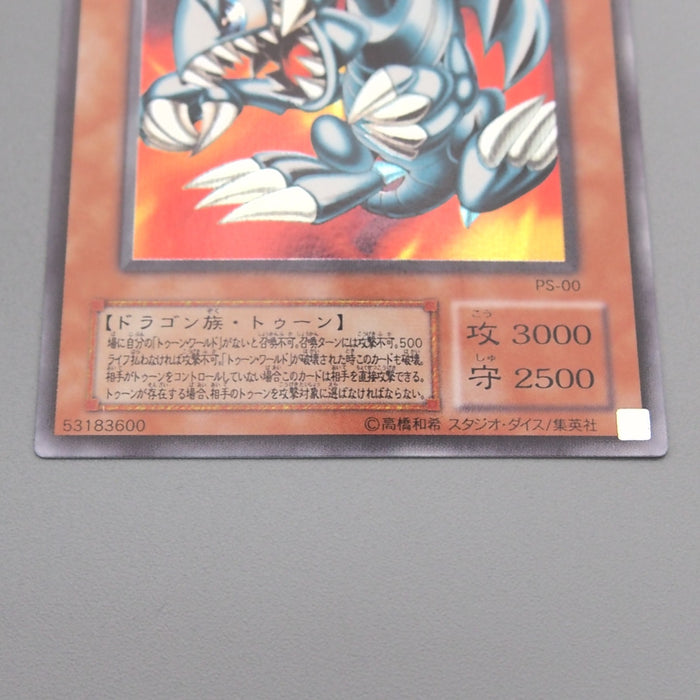 PS-00
【ドラゴン族・トゥーン】
場に自分の「トゥーン・ワールド」がないと召喚不可。召喚ターンには攻撃不可。500
ライフ払わなければ攻撃不可。「トゥーン・ワールド」が破壊された時このカードも破壊。
相手がトゥーンをコントロールしていない場合このカードは相手を直接攻撃できる。
トゥーンが存在する場合、相手のトゥーンを攻撃対象に選ばなければならない。
攻 3000
守 2500
53183600
©高橋和希 スタジオ・ダイス/集英社